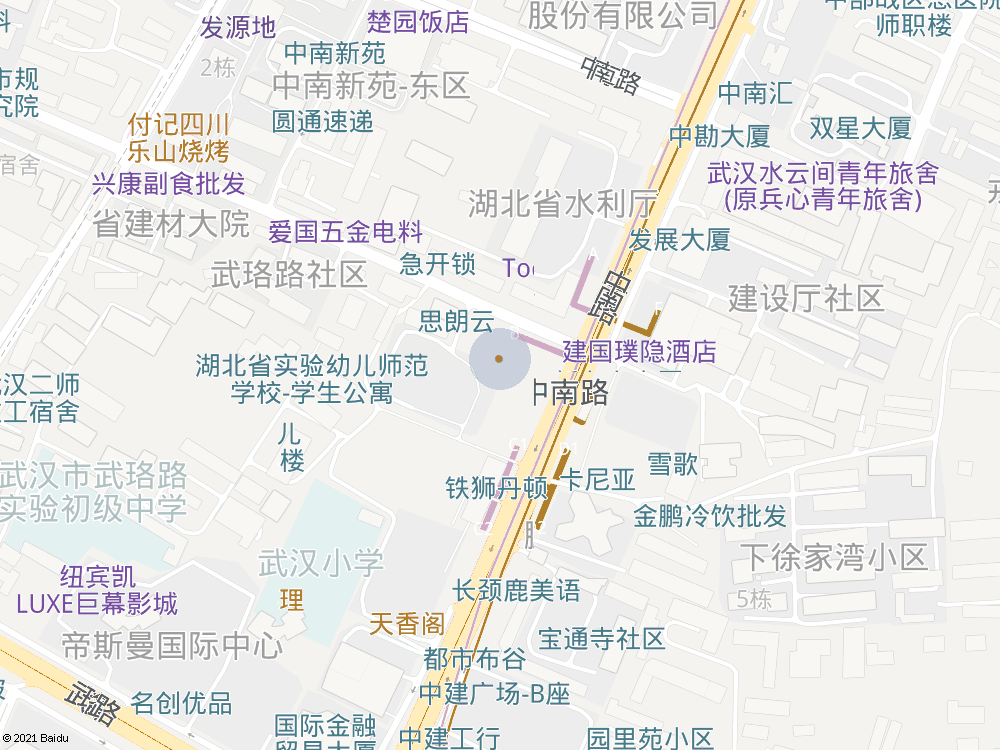 股份有限公司
楚园饭店
发源地
师职楼
中南新苑
2栋
中南路
中南新苑-东区
中南汇
圆通速递
付记四川
乐山烧烤
中勘大厦
双星大厦
宿舍
兴康副食批发
武汉水云间青年旅舍
(原兵心青年旅舍)
湖北省水利厅
省建材大院
爱国五金电料
发展大厦
急开锁
武珞路社区
中南路
建设厅社区
思朗云
建国璞隐酒店
湖北省实验幼儿师范
学校-学生公寓
汉二师
工宿舍
中南路
儿
楼
武汉市武珞路
实验初级中学
铁狮丹顿
卡尼亚
雪歌
金鹏冷饮批发
武汉小学
下徐家湾小区
纽宾凯
LUXE巨幕影城
理
长颈鹿美语
5栋
天香阁
帝斯曼国际中心
宝通寺社区
都市布谷
武珞路
名创优品
中建广场-B座
国际金融
贸易大厦
中建工行
园里苑小区
© 2021 Baidu